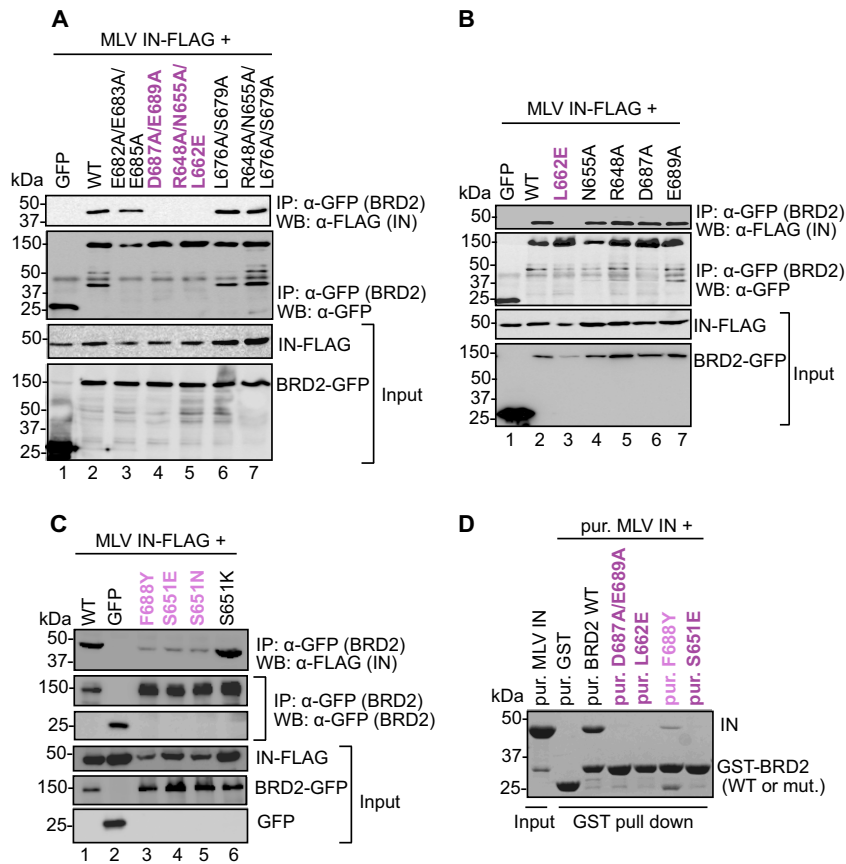 A
MLV IN-FLAG +
kDa
GFP
WT
E682A/E683A/
E685A
D687A/E689A
R648A/N655A/
L662E
L676A/S679A
R648A/N655A/
L676A/S679A
50
37
IP: α-GFP (BRD2)
WB: α-FLAG (IN)
150
50
37
25
IP: α-GFP (BRD2)
WB: α-GFP
50
IN-FLAG
150
50
37
25
BRD2-GFP
Input
1 2 3 4 5 6 7
B
MLV IN-FLAG +
kDa
GFP
WT
L662E
N655A
R648A
D687A
E689A
50
37
IP: α-GFP (BRD2)
WB: α-FLAG (IN)
150
50
37
25
IP: α-GFP (BRD2)
WB: α-GFP
50
IN-FLAG
150
50
37
25
BRD2-GFP
Input
1 2 3 4 5 6 7
C
MLV IN-FLAG +
kDa
WT
GFP
F688Y
S651E
S651N
S651K
50
37
IP: α-GFP (BRD2)
WB: α-FLAG (IN)
150
25
IP: α-GFP (BRD2)
WB: α-GFP (BRD2)
50
IN-FLAG
150
BRD2-GFP
25
GFP
Input
1 2 3 4 5 6
D
pur. MLV IN +
kDa
pur. MLV IN
pur. GST
pur. BRD2 WT
pur. D687A/E689A
pur. L662E
pur. F688Y
pur. S651E
50
37
25
IN
GST-BRD2
(WT or mut.)
Input
GST pull down